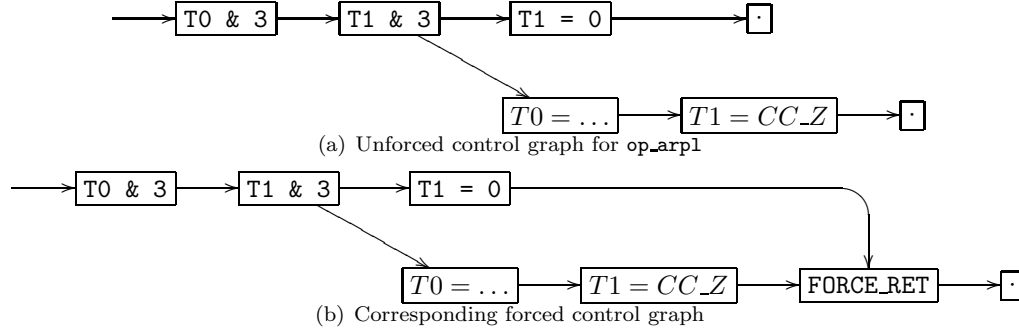 T0 & 3 T1 & 3 T1 = 0 ·
T0 = ... T1 = CC_Z ·
(a) Unforced control graph for op_arpl
T0 & 3 T1 & 3 T1 = 0
T0 = ... T1 = CC_Z FORCE_RET ·
(b) Corresponding forced control graph